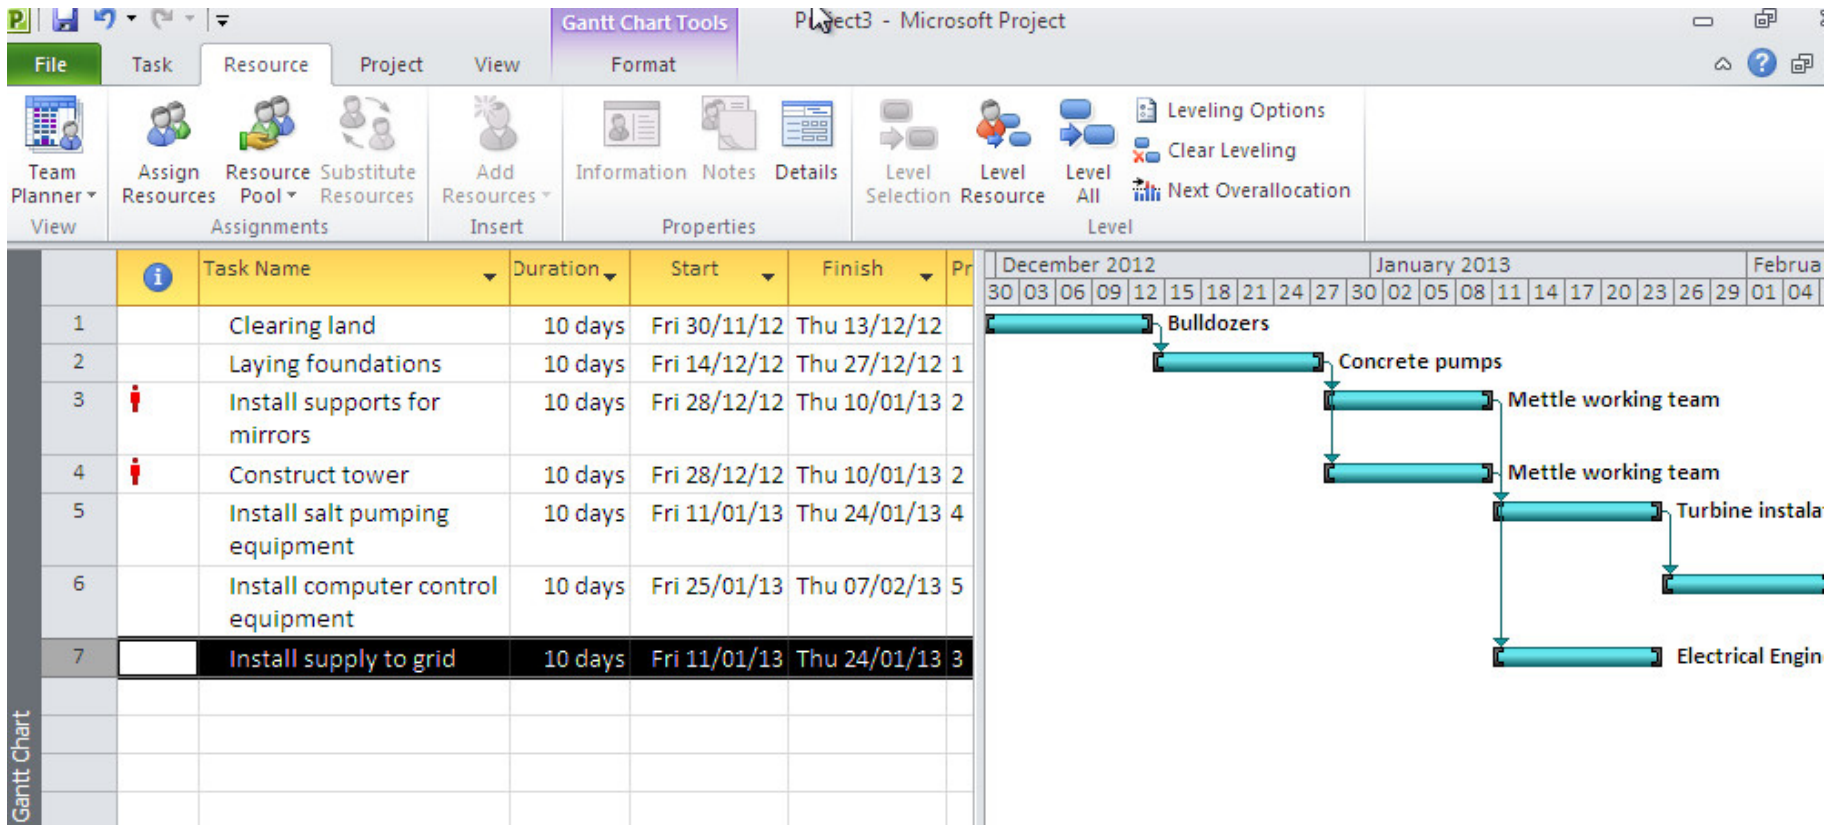 Gantt Chart Tools
Project3 - Microsoft Project
File Task Resource Project View Format
Team Planner
Assign Resources
Resource Pool
Substitute Resources
Add Resources
Information
Notes
Details
Level Selection
Level Resource
Level All
Leveling Options
Clear Leveling
Next Overallocation
View Assignments Insert Properties Level
Task Name Duration Start Finish Pr
December 2012 January 2013 Februa
30 03 06 09 12 15 18 21 24 27 30 02 05 08 11 14 17 20 23 26 29 01 04
1 Clearing land 10 days Fri 30/11/12 Thu 13/12/12 Bulldozers
2 Laying foundations 10 days Fri 14/12/12 Thu 27/12/12 1 Concrete pumps
3 Install supports for 10 days Fri 28/12/12 Thu 10/01/13 2 Mettle working team
mirrors
4 Construct tower 10 days Fri 28/12/12 Thu 10/01/13 2 Mettle working team
5 Install salt pumping 10 days Fri 11/01/13 Thu 24/01/13 4 Turbine instala
equipment
6 Install computer control 10 days Fri 25/01/13 Thu 07/02/13 5
equipment
7 Install supply to grid 10 days Fri 11/01/13 Thu 24/01/13 3 Electrical Engin
Gantt Chart